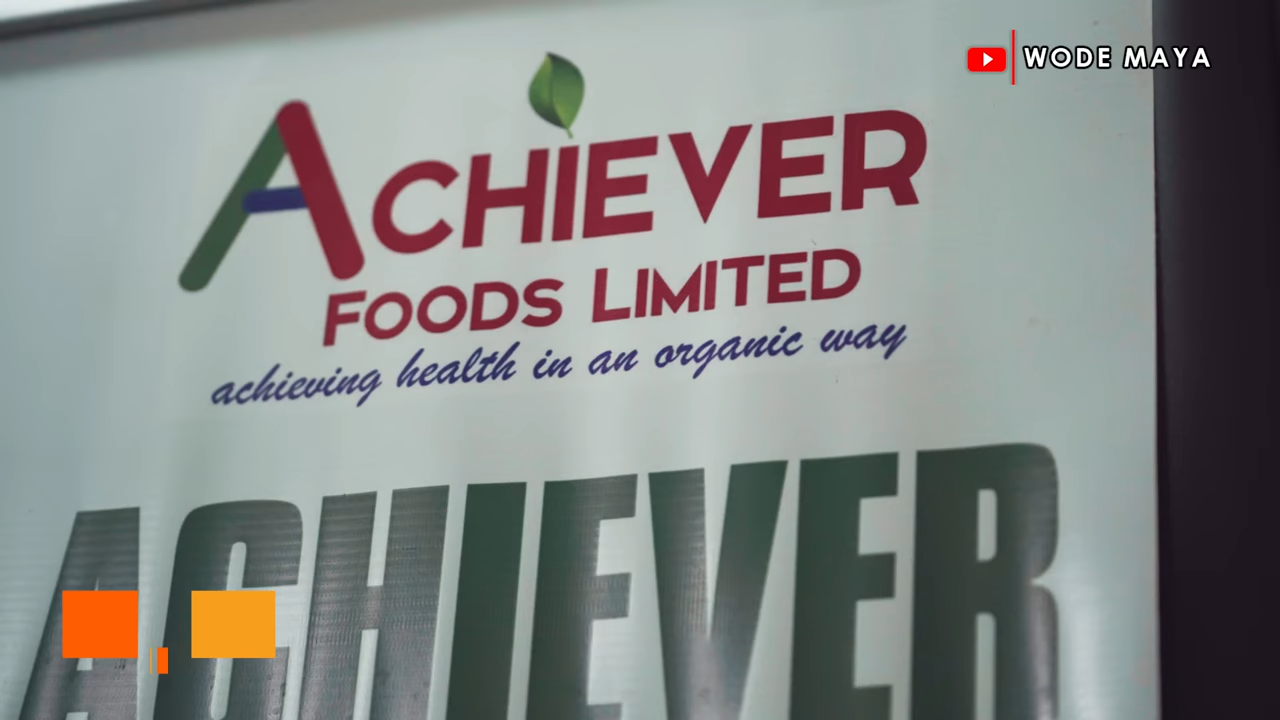 WODE MAYA
ACHIEVER
FOODS LIMITED
achieving health in an organic way
ACHIEVER